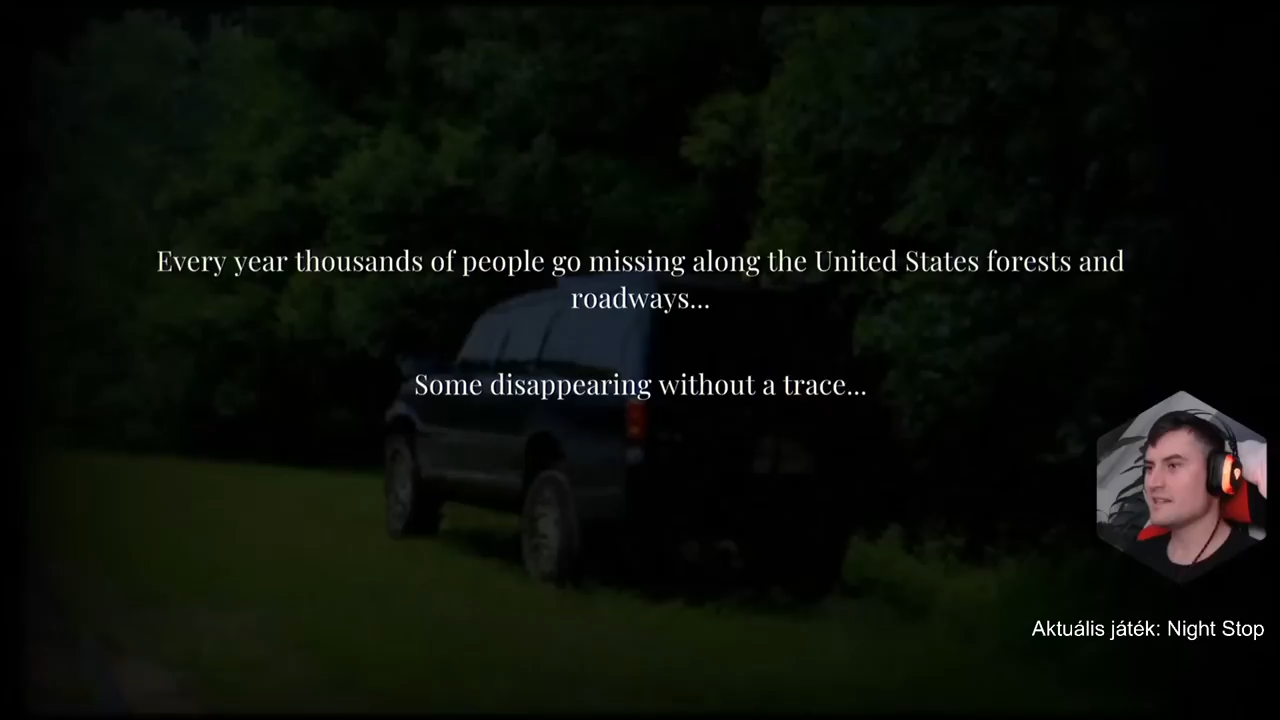 Every year thousands of people go missing along the United States forests and
roadways...
Some disappearing without a trace...
Aktuális játék: Night Stop